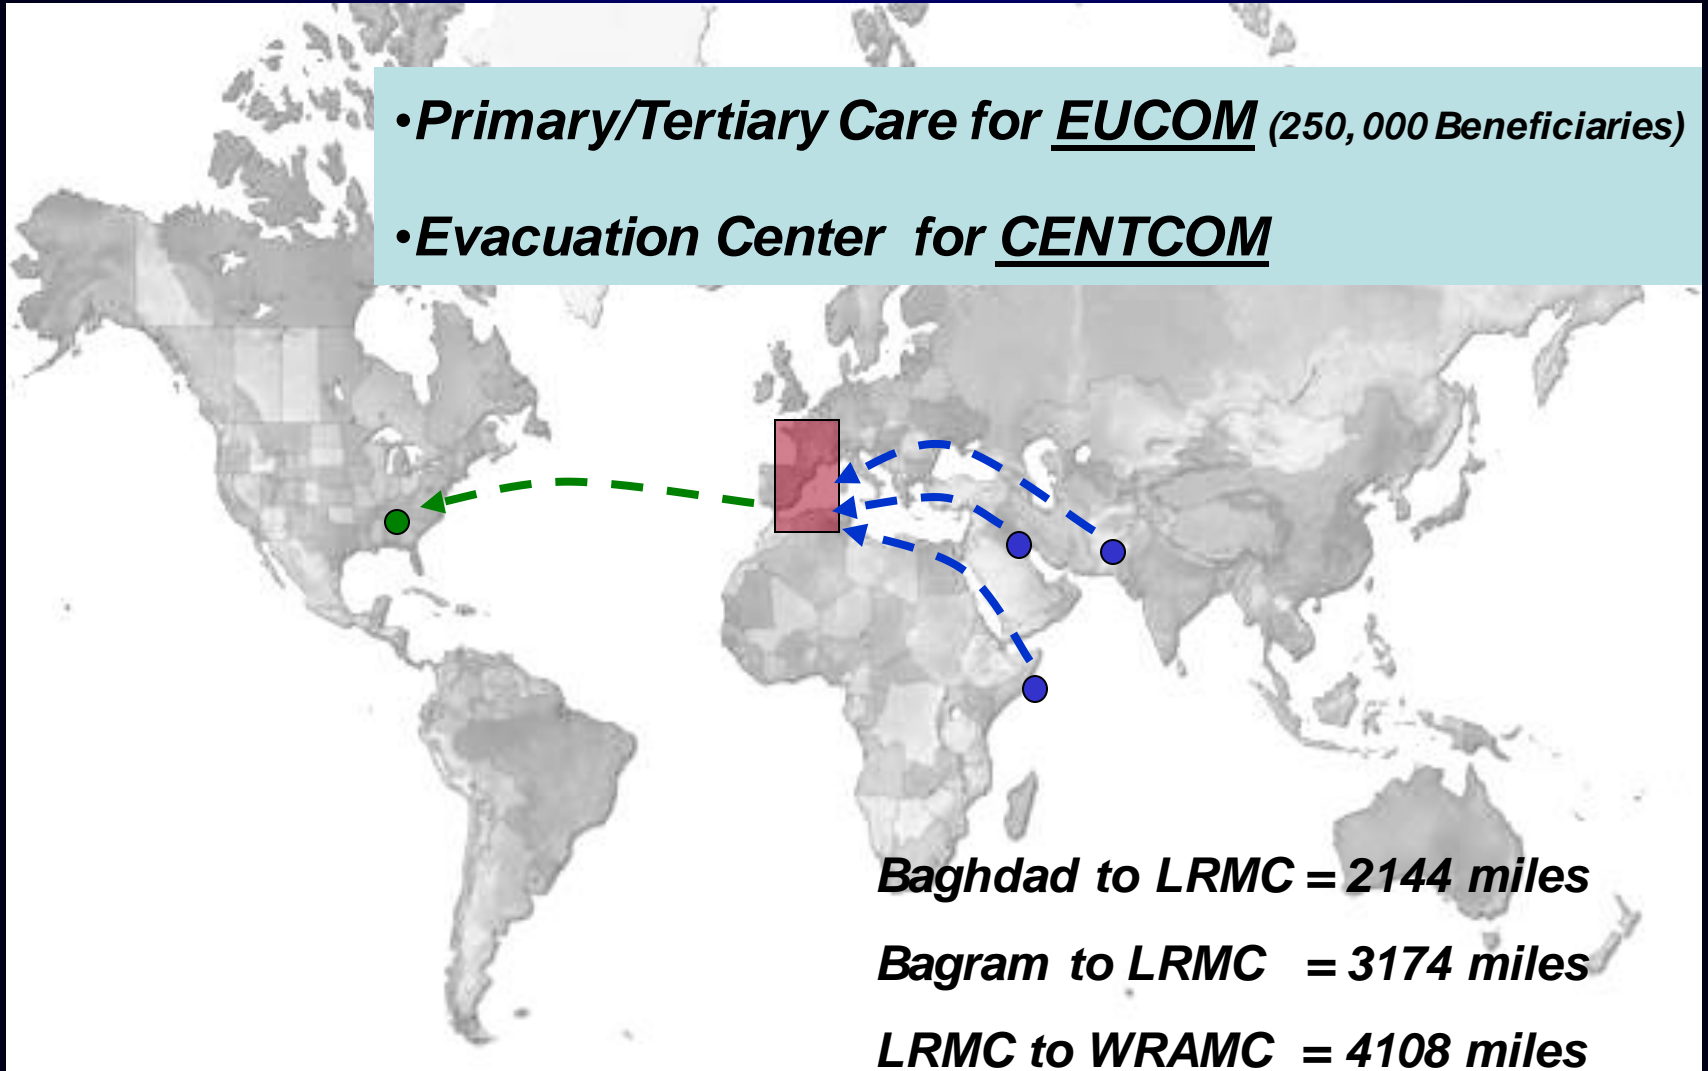 •Primary/Tertiary Care for EUCOM (250,000 Beneficiaries)
•Evacuation Center for CENTCOM
Baghdad to LRMC = 2144 miles
Bagram to LRMC = 3174 miles
LRMC to WRAMC = 4108 miles